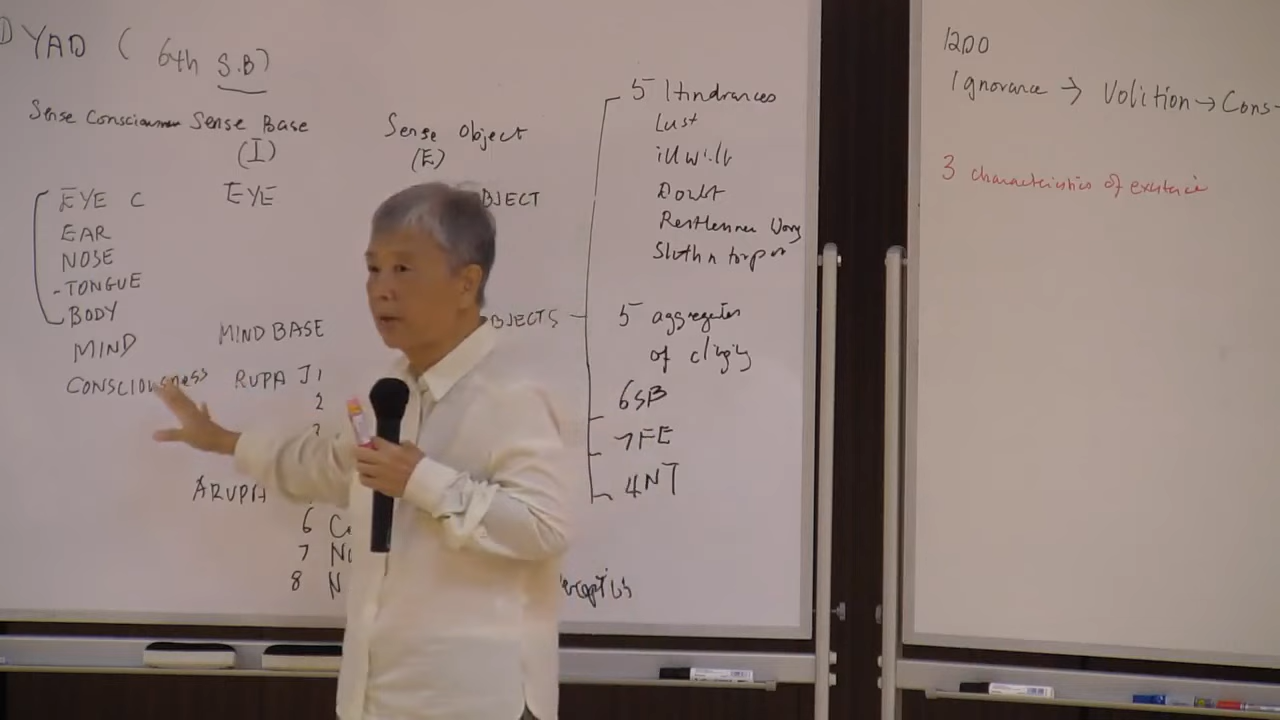 YAD ( 6th S.B)
Sense Consciousness Sense Base
(I)
EYE C EYE
EAR
NOSE
-TONGUE
BODY
MIND MIND BASE
CONSCIOUSNESS RUPA J1
2
ARUPA
6
7
8 N
Sense Object
(E)
BJECT
BJECTS
5 Hindrances
Lust
ill will
Doubt
Restlessness Worry
Sloth n torpor
5 aggregates
of clinging
6SB
7FE
4NT
12DO
Ignorance → Volition → Cons-
3 characteristics of existence